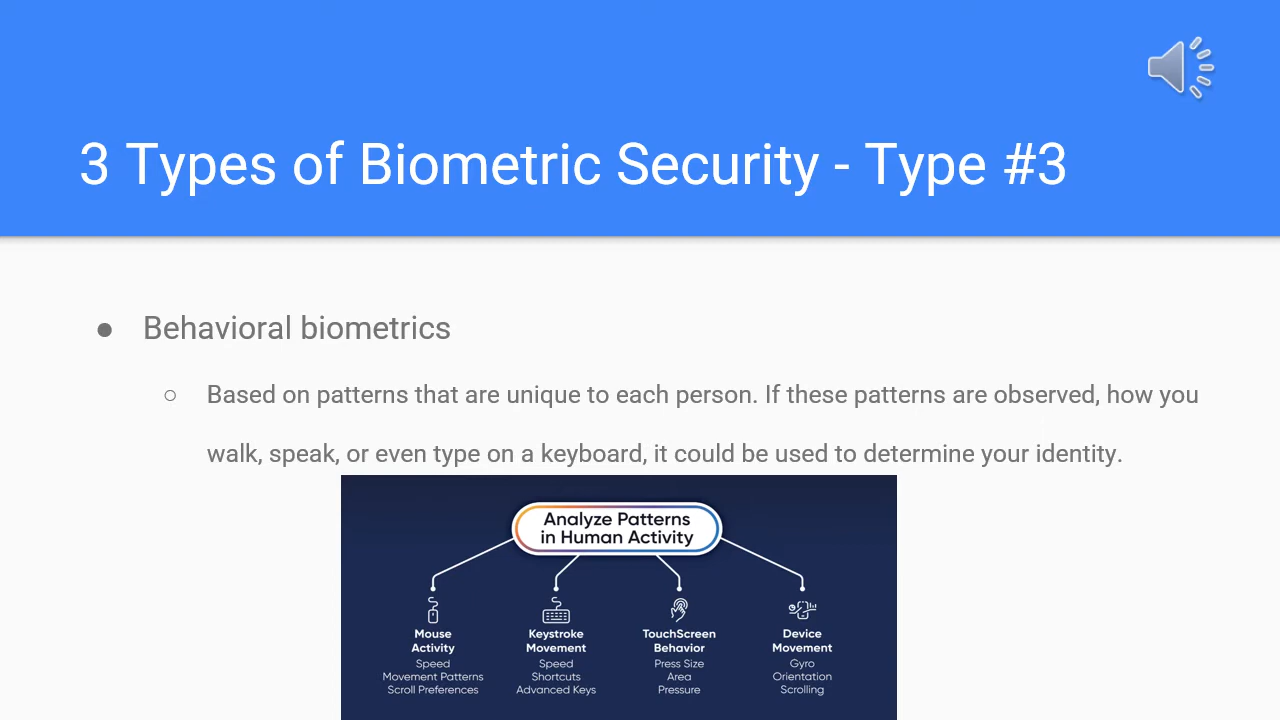 3 Types of Biometric Security - Type #3
● Behavioral biometrics
○ Based on patterns that are unique to each person. If these patterns are observed, how you
walk, speak, or even type on a keyboard, it could be used to determine your identity.
Analyze Patterns
in Human Activity
Mouse
Activity
Speed
Movement Patterns
Scroll Preferences
Keystroke
Movement
Speed
Shortcuts
Advanced Keys
TouchScreen
Behavior
Press Size
Area
Pressure
Device
Movement
Gyro
Orientation
Scrolling